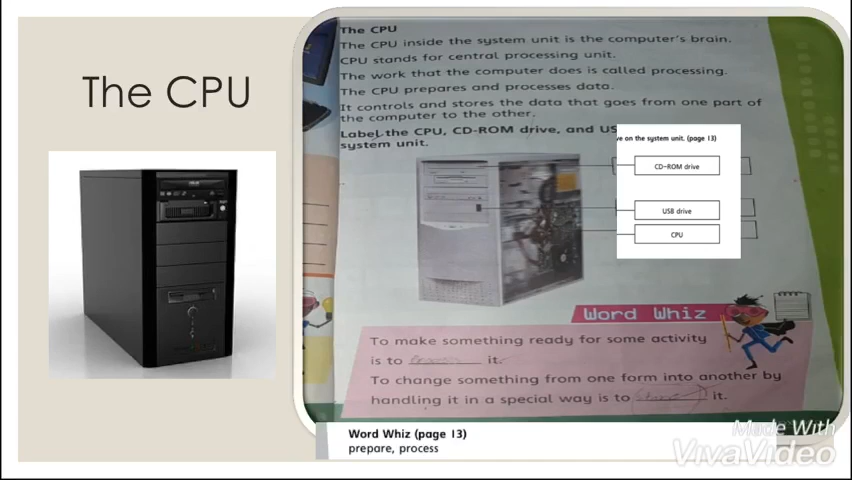 The CPU
The CPU
The CPU inside the system unit is the computer's brain.
CPU stands for central processing unit.
The work that the computer does is called processing.
The CPU prepares and processes data.
It controls and stores the data that goes from one part of
the computer to the other.
Label the CPU, CD-ROM drive, and US
system unit.
ve on the system unit. (page 13)
CD-ROM drive
USB drive
CPU
Word Whiz
To make something ready for some activity
is to it.
To change something from one form into another by
handling it in a special way is to it.
Word Whiz (page 13)
prepare, process
Made With
VivaVideo